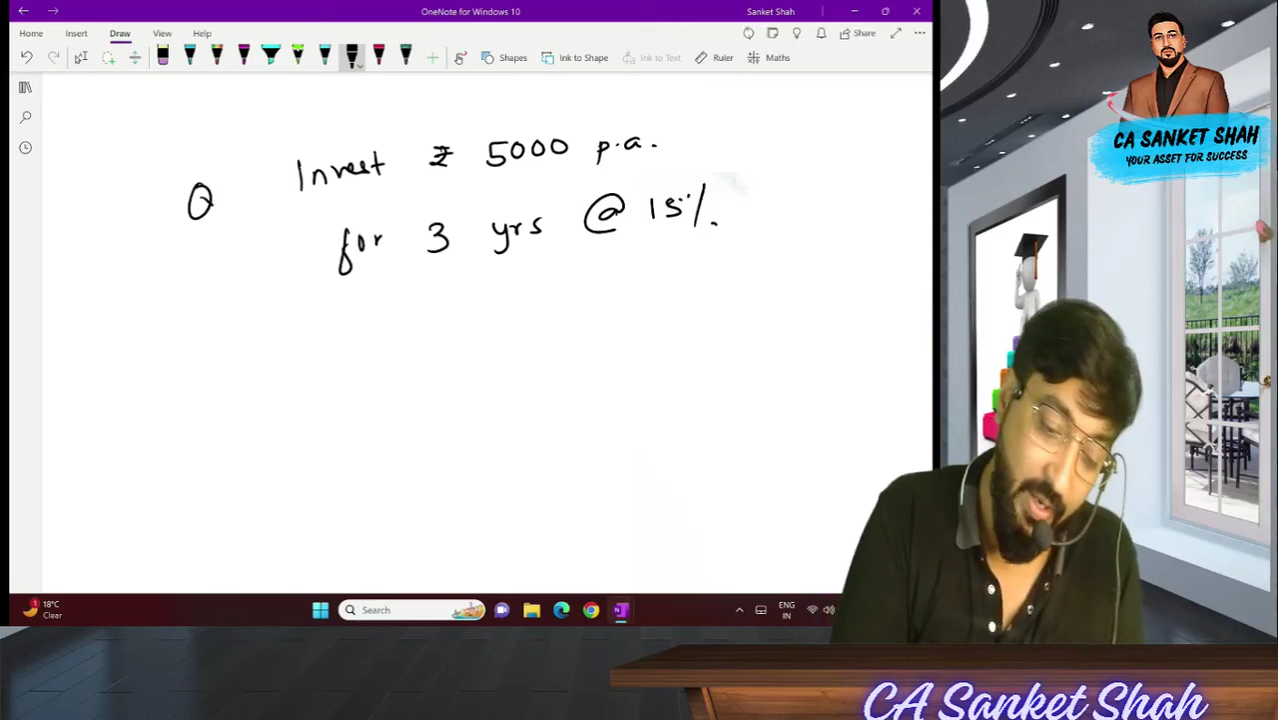 OneNote for Windows 10
Sanket Shah
Home Insert Draw View Help
Share
Shapes Ink to Shape Ink to Text Ruler Maths
Invest ₹ 5000 p.a.
Q
for 3 yrs @ 15%.
CA SANKET SHAH
YOUR ASSET FOR SUCCESS
1
18°C
Clear
Search
ENG
IN
CA Sanket Shah